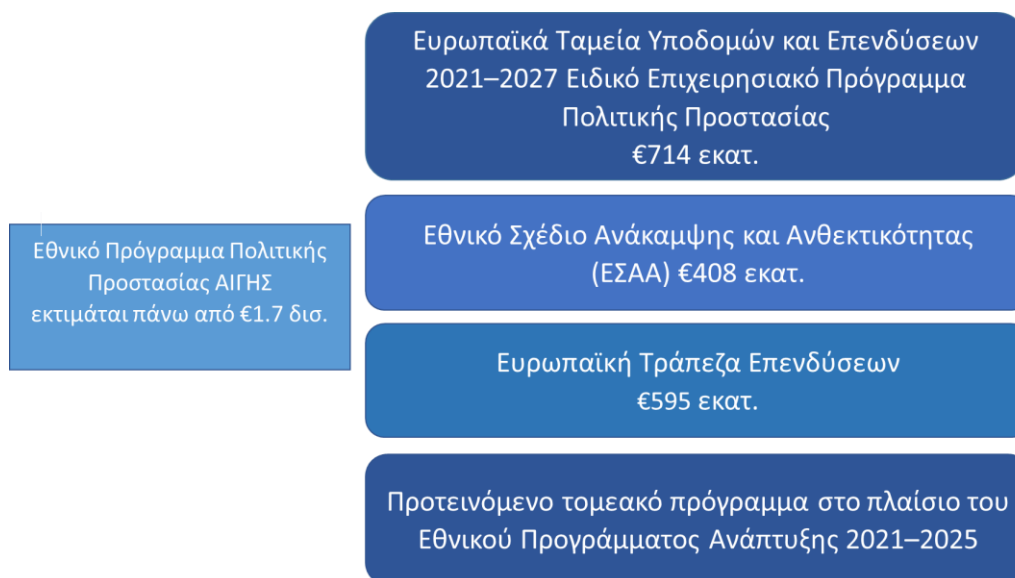 Ευρωπαϊκά Ταμεία Υποδομών και Επενδύσεων
2021–2027 Ειδικό Επιχειρησιακό Πρόγραμμα
Πολιτικής Προστασίας
€714 εκατ.
Εθνικό Πρόγραμμα Πολιτικής
Προστασίας ΑΙΓΗΣ
εκτιμάται πάνω από €1.7 δισ.
Εθνικό Σχέδιο Ανάκαμψης και Ανθεκτικότητας
(ΕΣΑΑ) €408 εκατ.
Ευρωπαϊκή Τράπεζα Επενδύσεων
€595 εκατ.
Προτεινόμενο τομεακό πρόγραμμα στο πλαίσιο του
Εθνικού Προγράμματος Ανάπτυξης 2021–2025